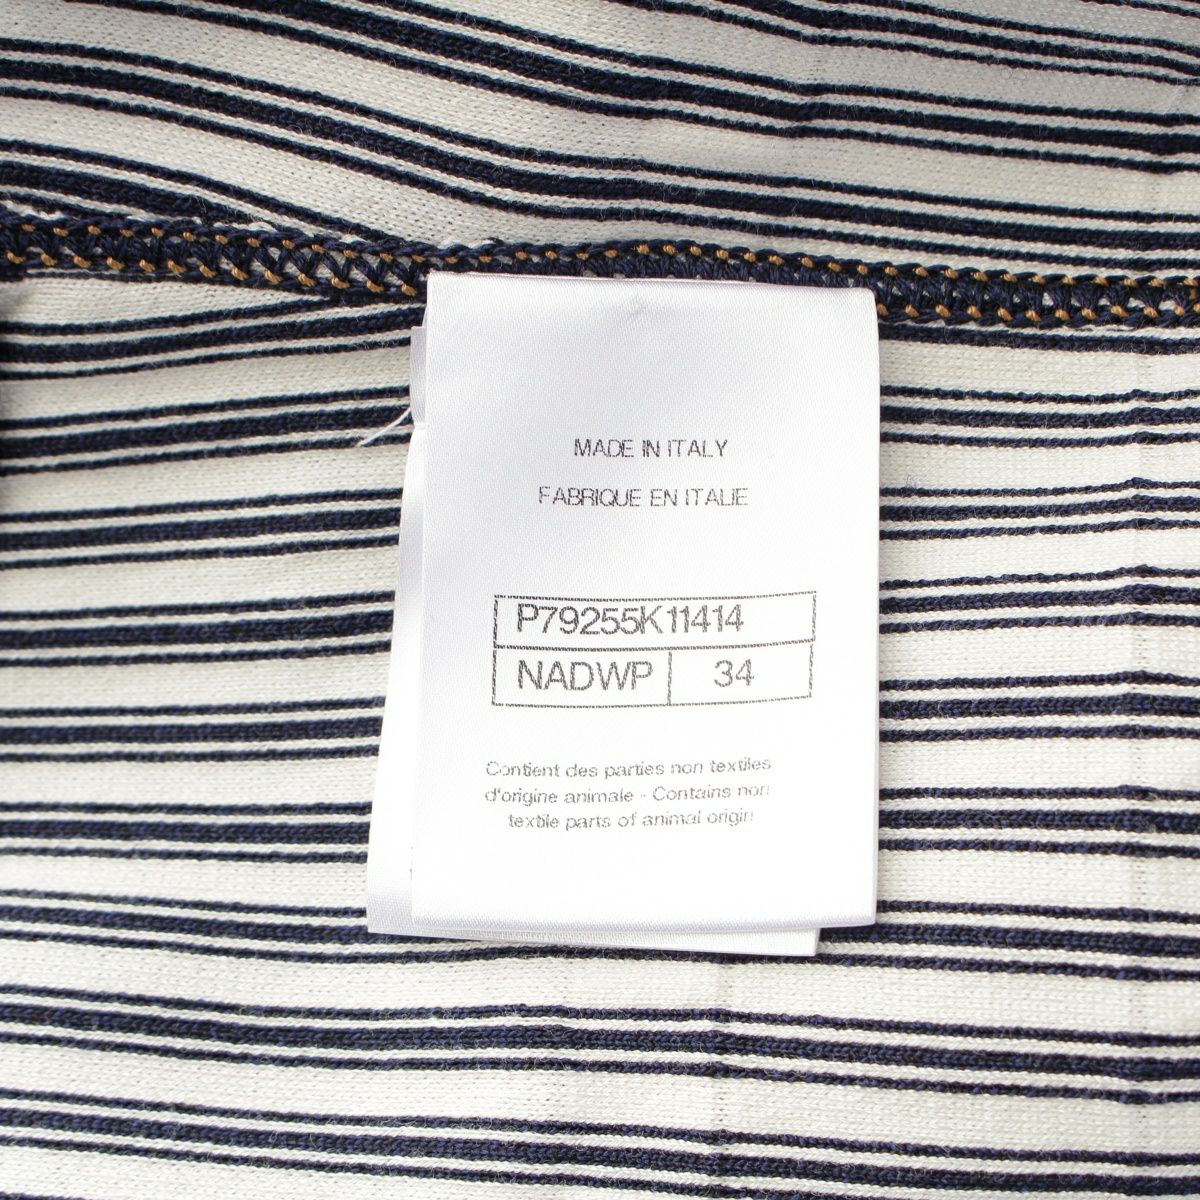 MADE IN ITALY
FABRIQUE EN ITALIE
P79255K11414
NADWP 34
Contient des parties non textiles
d'origine animale - Contains non
textile parts of animal origin